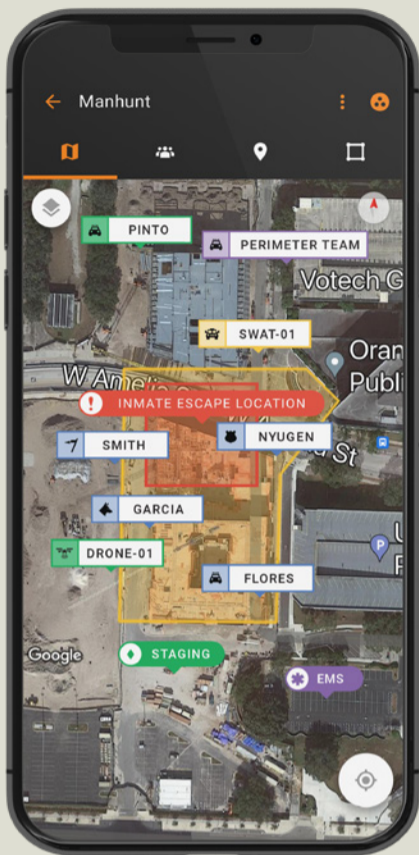 Manhunt
PINTO
PERIMETER TEAM
Votech G
SWAT-01
Oran
Publi
W Amelia
INMATE ESCAPE LOCATION
NYUGEN
St
SMITH
GARCIA
P
DRONE-01
FLORES
Google
STAGING
EMS